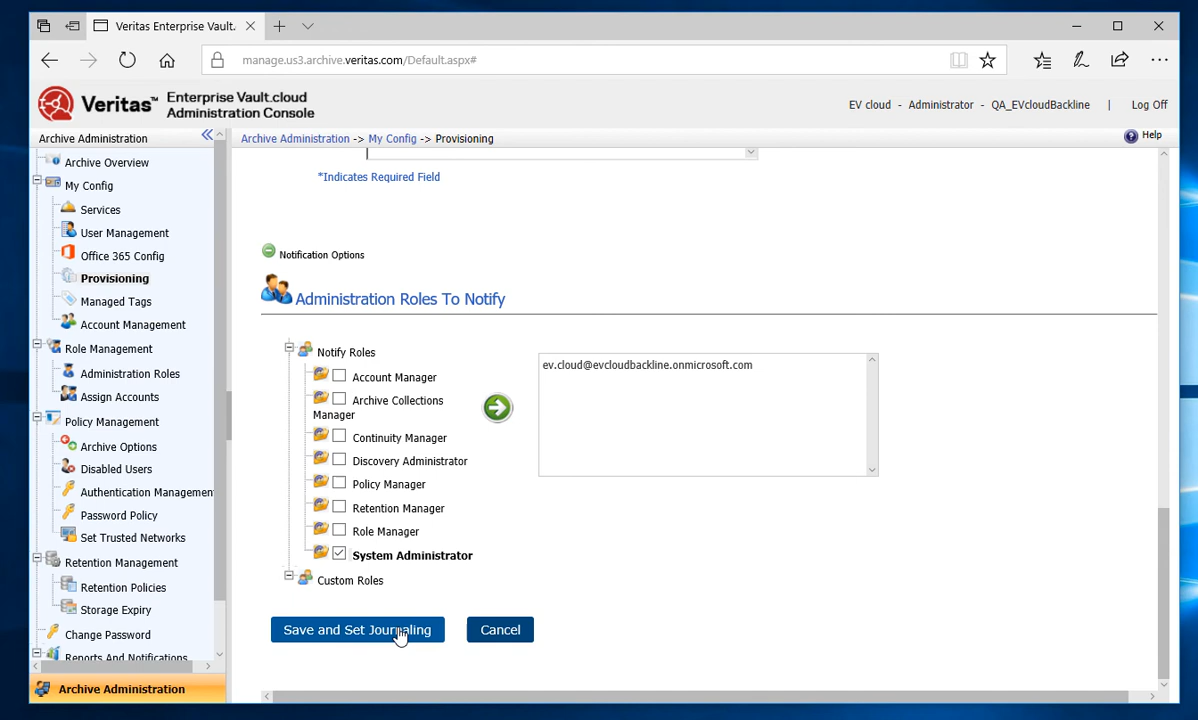 Veritas Enterprise Vault.
manage.us3.archive.veritas.com/Default.aspx#
Veritas™ Enterprise Vault.cloud
Administration Console
EV cloud - Administrator - QA_EVcloudBackline | Log Off
Archive Administration
Archive Administration -> My Config -> Provisioning
Help
Archive Overview
My Config
Services
User Management
Office 365 Config
Provisioning
Managed Tags
Account Management
Role Management
Administration Roles
Assign Accounts
Policy Management
Archive Options
Disabled Users
Authentication Management
Password Policy
Set Trusted Networks
Retention Management
Retention Policies
Storage Expiry
Change Password
Reports And Notifications
Archive Administration
*Indicates Required Field
Notification Options
Administration Roles To Notify
Notify Roles
Account Manager
Archive Collections
Manager
Continuity Manager
Discovery Administrator
Policy Manager
Retention Manager
Role Manager
System Administrator
Custom Roles
ev.cloud@evcloudbackline.onmicrosoft.com
Save and Set Journaling
Cancel